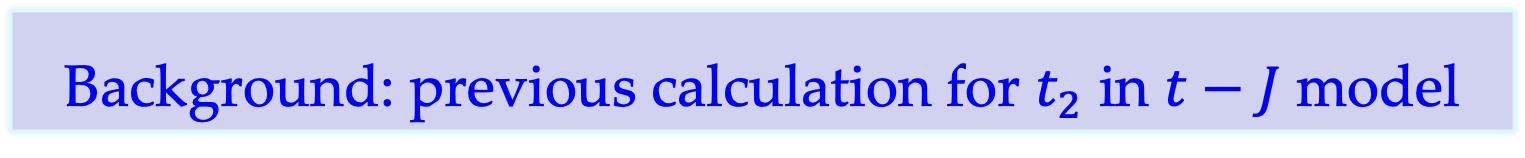 Background: previous calculation for t₂ in t − J model